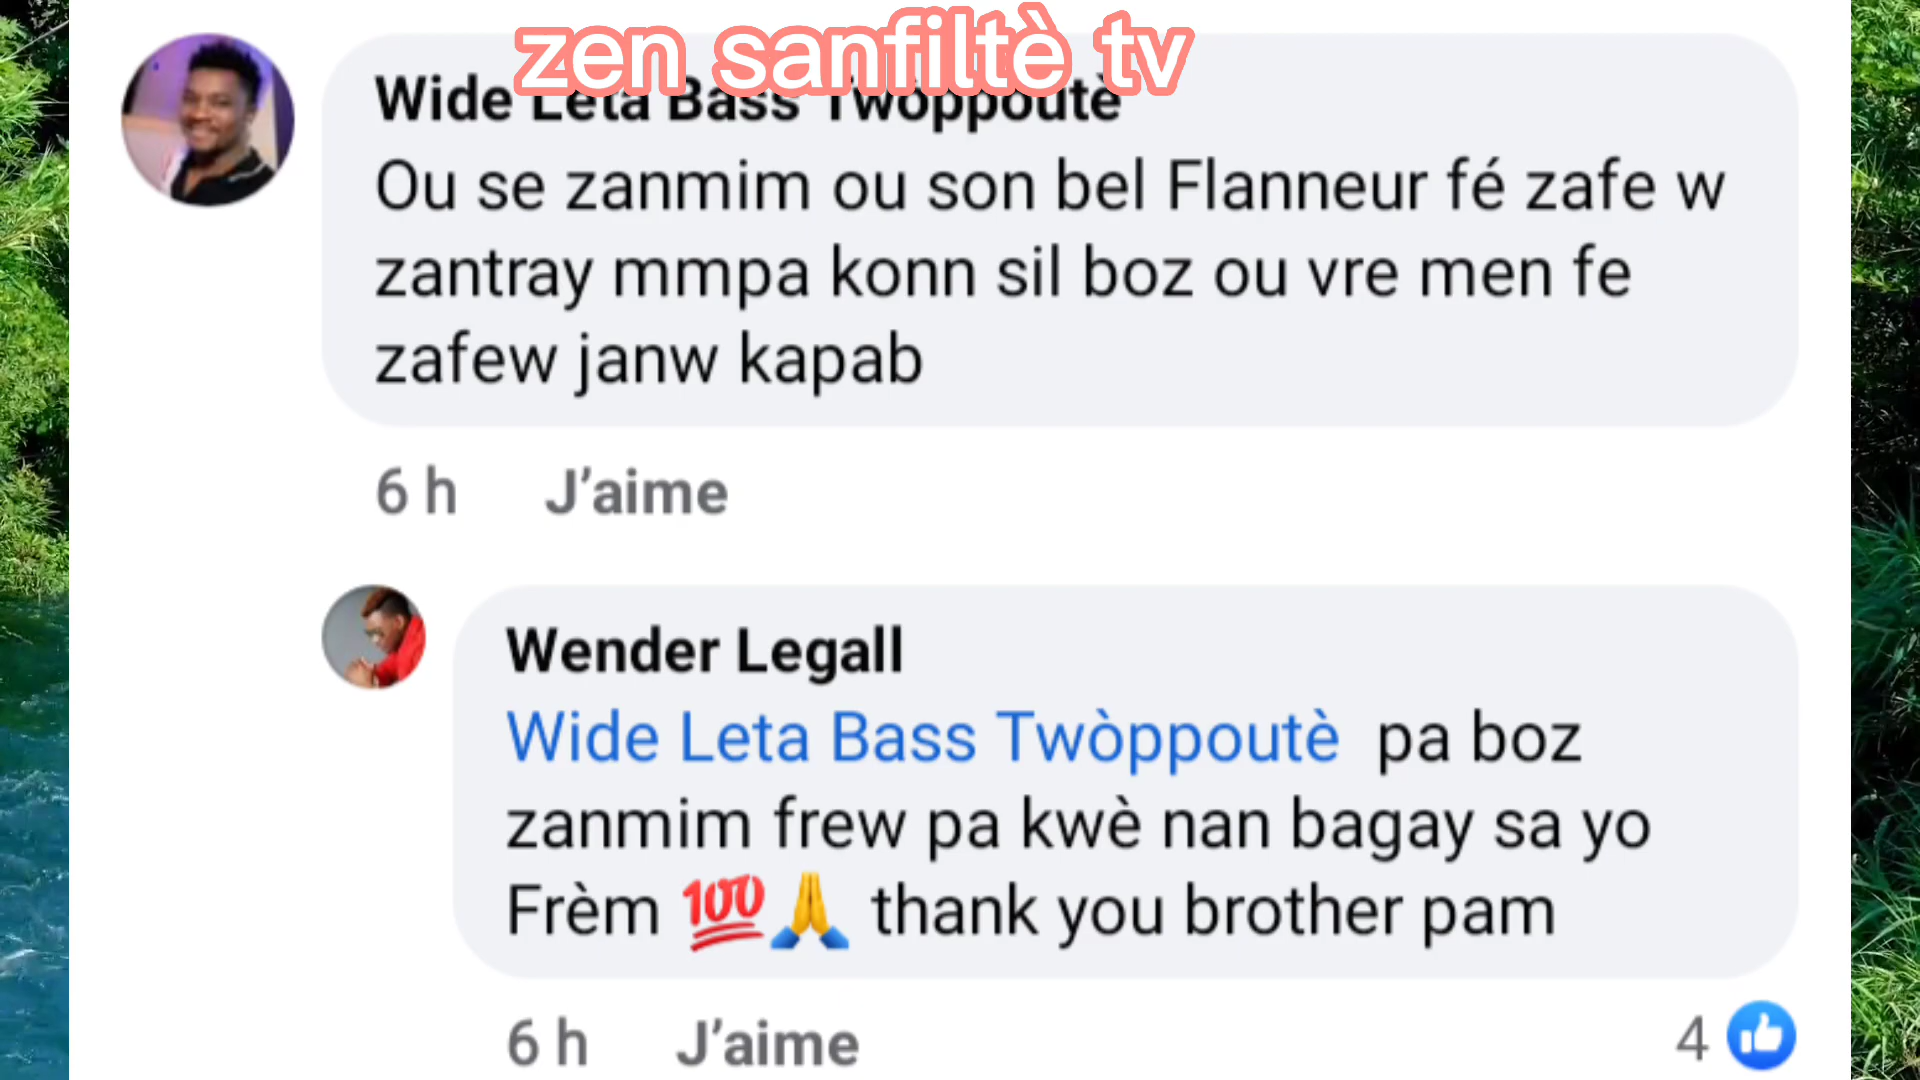 zen sanfiltè tv
Wide Leta Bass Twòppoutè
Ou se zanmim ou son bel Flanneur fé zafe w
zantray mmpa konn sil boz ou vre men fe
zafew janw kapab
6 h J’aime
Wender Legall
Wide Leta Bass Twòppoutè pa boz
zanmim frew pa kwè nan bagay sa yo
Frèm 💯🙏 thank you brother pam
6 h J’aime 4